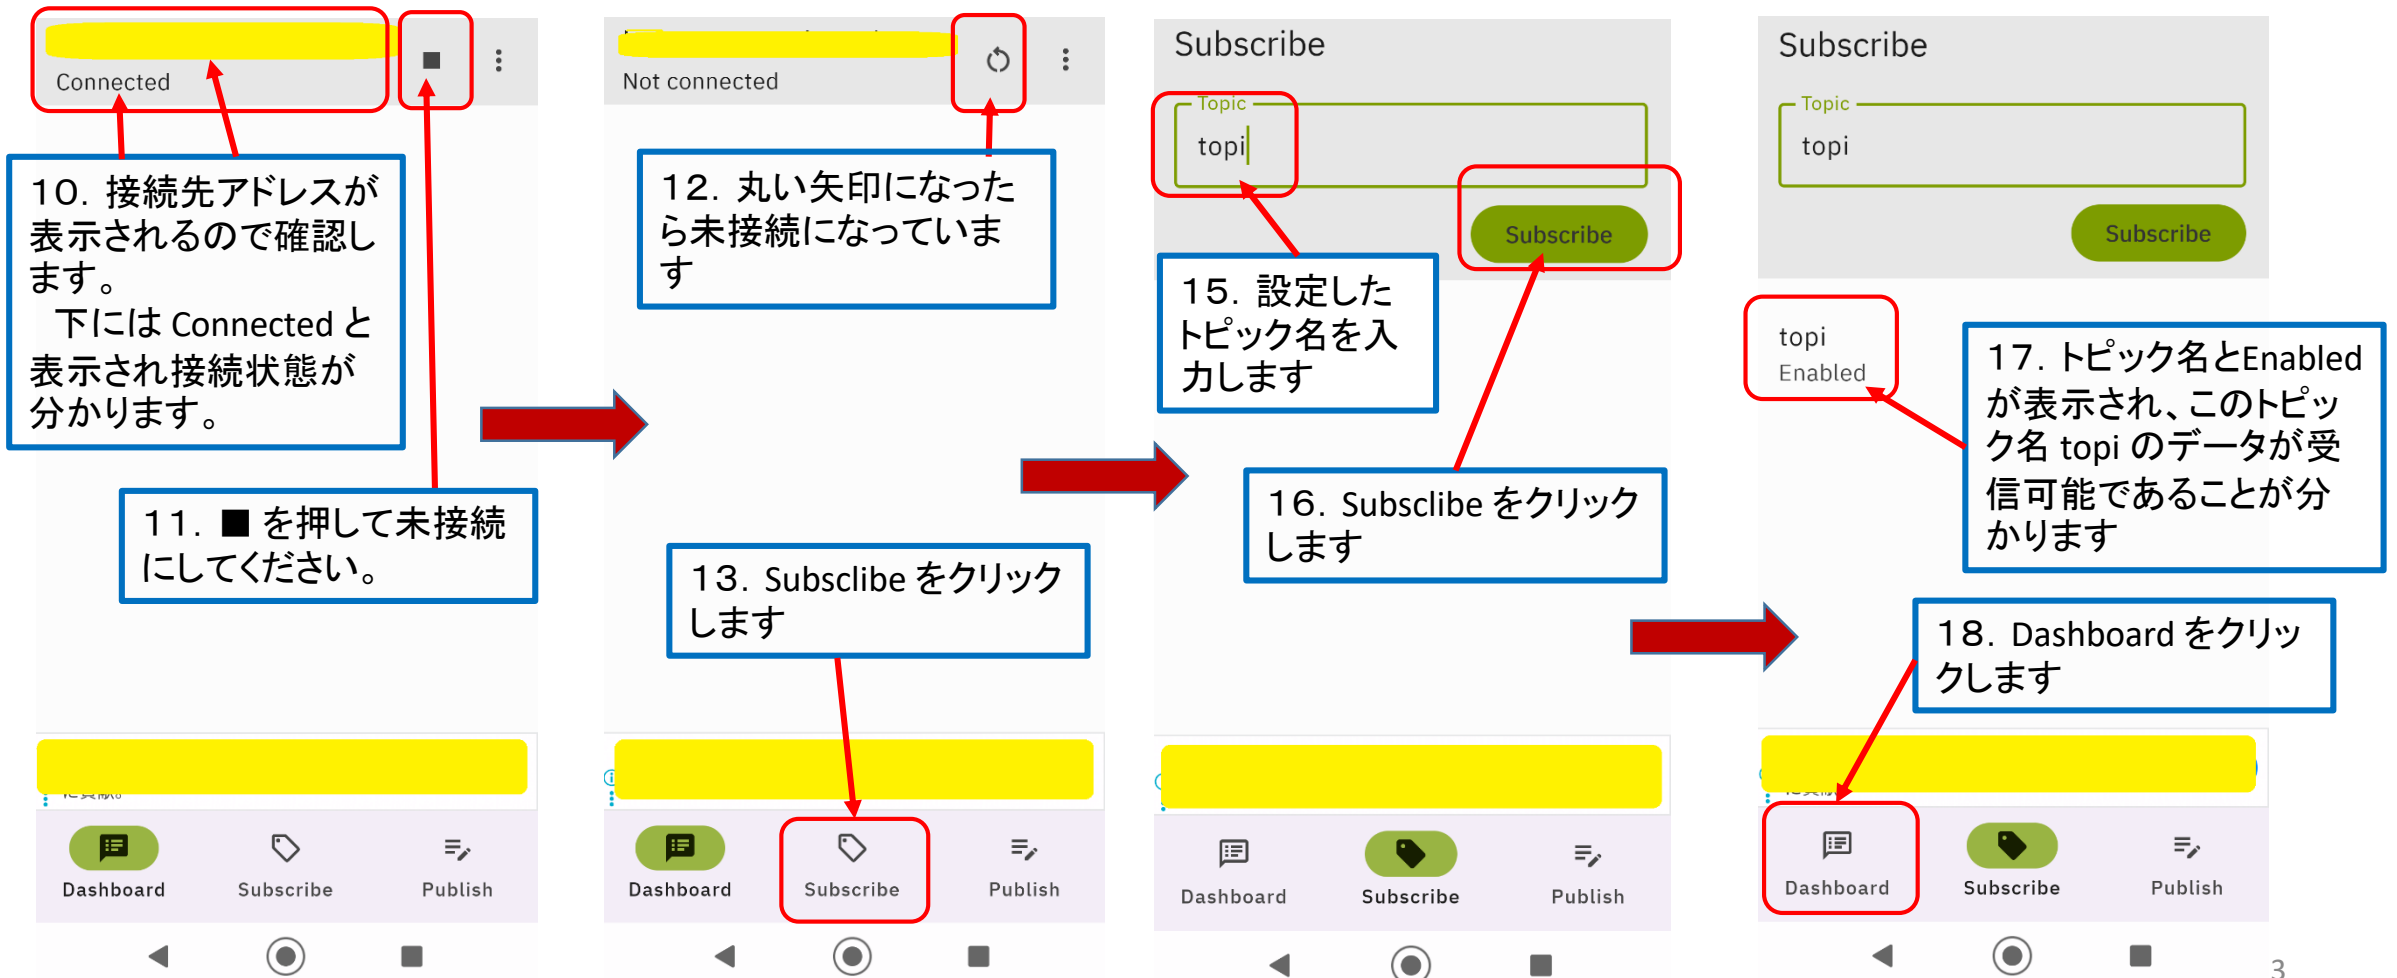 Connected
10. 接続先アドレスが
表示されるので確認し
ます。
下には Connected と
表示され接続状態が
分かります。
11. ■ を押して未接続
にしてください。
Dashboard
Subscribe
Publish
Not connected
12. 丸い矢印になった
ら未接続になっていま
す
13. Subsclibe をクリック
します
Dashboard
Subscribe
Publish
Subscribe
Topic
topi
Subscribe
15. 設定した
トピック名を入
力します
16. Subsclibe をクリック
します
Dashboard
Subscribe
Publish
Subscribe
Topic
topi
Subscribe
topi
Enabled
17. トピック名とEnabled
が表示され、このトピッ
ク名 topi のデータが受
信可能であることが分
かります
18. Dashboard をクリッ
クします
Dashboard
Subscribe
Publish
3